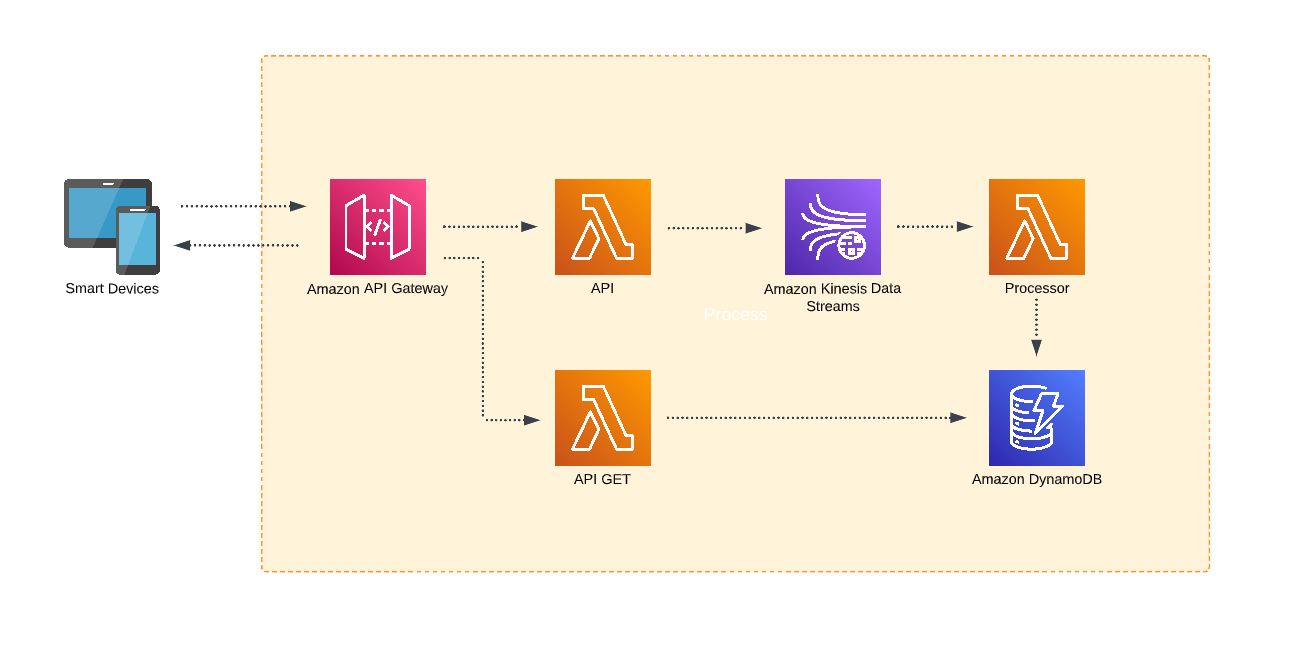 Smart Devices
Amazon API Gateway
API
Amazon Kinesis Data
Streams
Processor
Process
API GET
Amazon DynamoDB